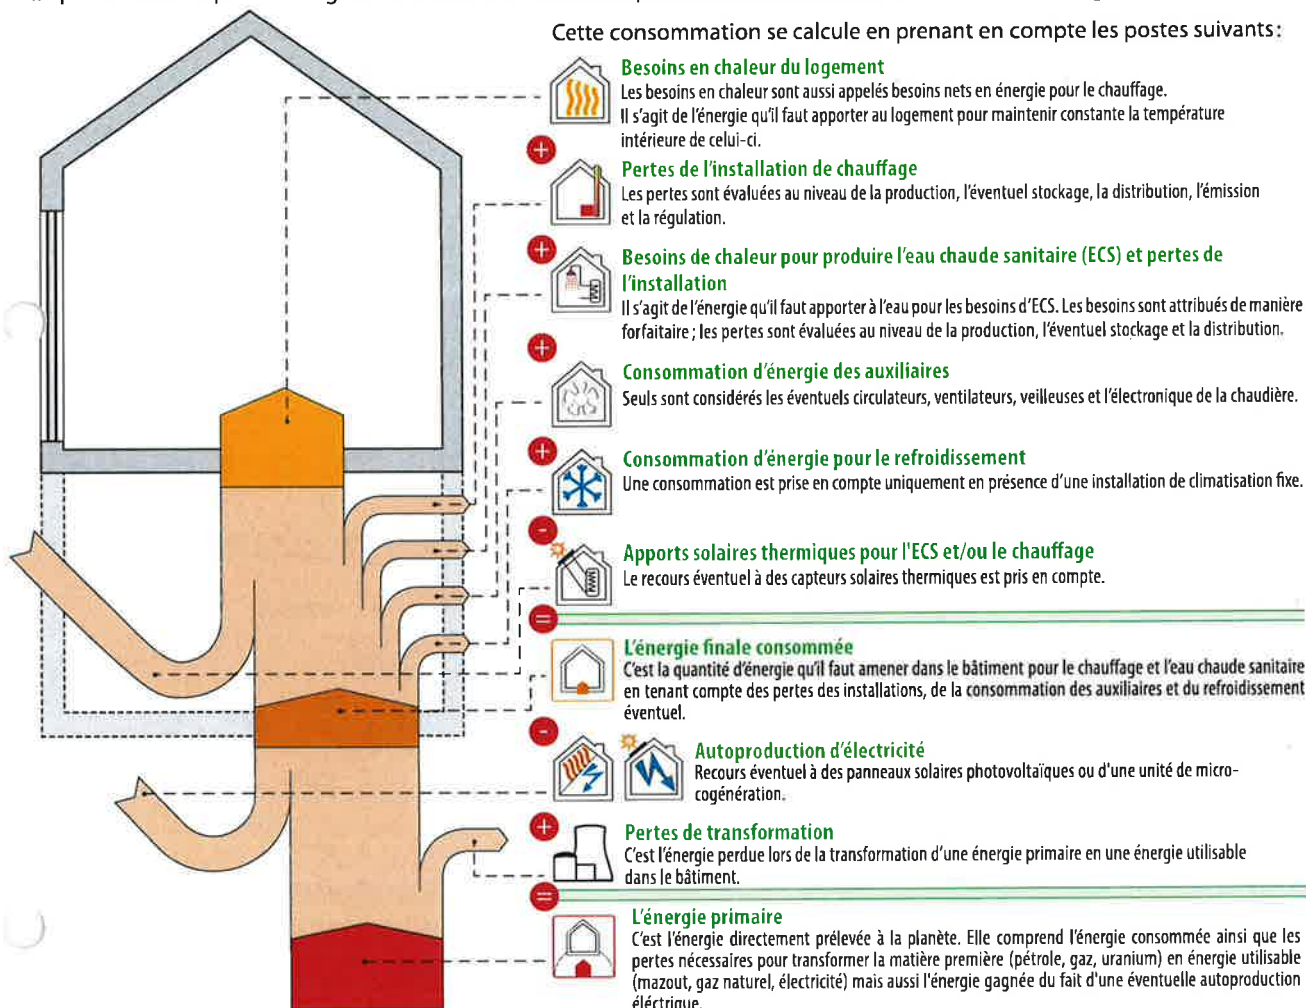 Cette consommation se calcule en prenant en compte les postes suivants:
Besoins en chaleur du logement
Les besoins en chaleur sont aussi appelés besoins nets en énergie pour le chauffage.
Il s'agit de l'énergie qu'il faut apporter au logement pour maintenir constante la température
intérieure de celui-ci.
+
Pertes de l'installation de chauffage
Les pertes sont évaluées au niveau de la production, l'éventuel stockage, la distribution, l'émission
et la régulation.
+
Besoins de chaleur pour produire l'eau chaude sanitaire (ECS) et pertes de
l'installation
Il s'agit de l'énergie qu'il faut apporter à l'eau pour les besoins d'ECS. Les besoins sont attribués de manière
forfaitaire ; les pertes sont évaluées au niveau de la production, l'éventuel stockage et la distribution.
+
Consommation d'énergie des auxiliaires
Seuls sont considérés les éventuels circulateurs, ventilateurs, veilleuses et l'électronique de la chaudière.
+
Consommation d'énergie pour le refroidissement
Une consommation est prise en compte uniquement en présence d'une installation de climatisation fixe.
-
Apports solaires thermiques pour l'ECS et/ou le chauffage
Le recours éventuel à des capteurs solaires thermiques est pris en compte.
=
L'énergie finale consommée
C'est la quantité d'énergie qu'il faut amener dans le bâtiment pour le chauffage et l'eau chaude sanitaire
en tenant compte des pertes des installations, de la consommation des auxiliaires et du refroidissement
éventuel.
-
Autoproduction d'électricité
Recours éventuel à des panneaux solaires photovoltaïques ou d'une unité de micro-
cogénération.
+
Pertes de transformation
C'est l'énergie perdue lors de la transformation d'une énergie primaire en une énergie utilisable
dans le bâtiment.
=
L'énergie primaire
C'est l'énergie directement prélevée à la planète. Elle comprend l'énergie consommée ainsi que les
pertes nécessaires pour transformer la matière première (pétrole, gaz, uranium) en énergie utilisable
(mazout, gaz naturel, électricité) mais aussi l'énergie gagnée du fait d'une éventuelle autoproduction
éléctrique.